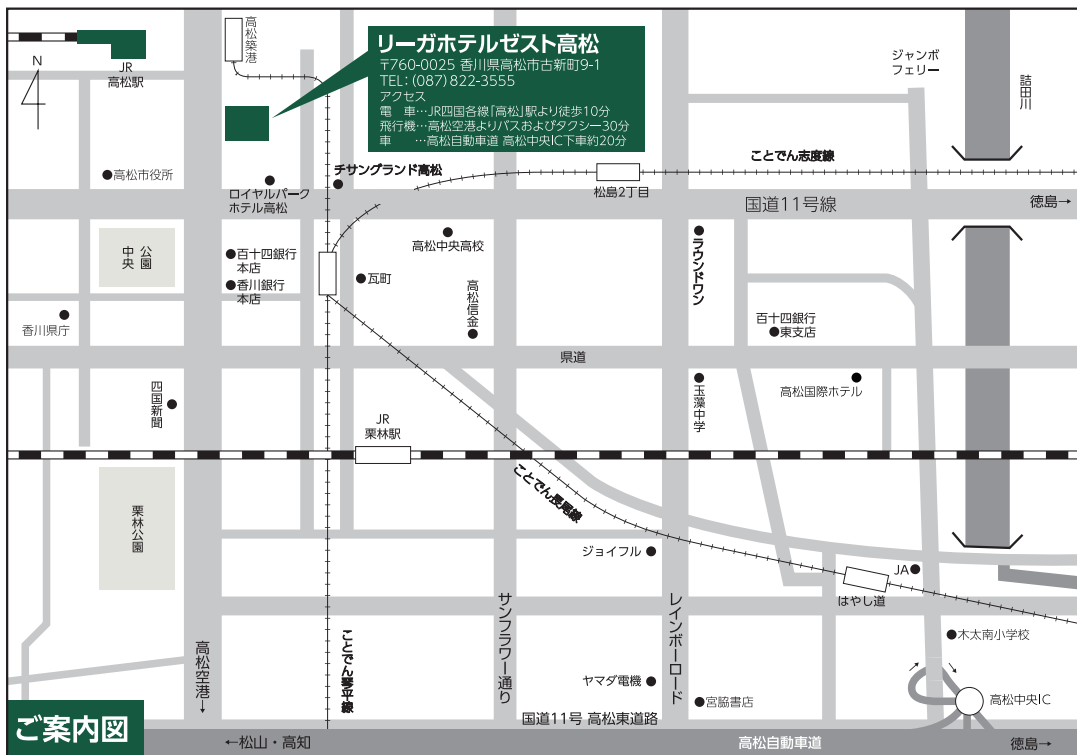 リーガホテルゼスト高松
〒760-0025 香川県高松市古新町9-1
TEL：(087)822-3555
アクセス
電　車…JR四国各線「高松」駅より徒歩10分
飛行機…高松空港よりバスおよびタクシー30分
車　…高松自動車道 高松中央IC下車約20分
N
JR
高松駅
高松築港
ジャンボ
フェリー
詰田川
ことでん志度線
チサングランド高松
松島2丁目
高松市役所
ロイヤルパーク
ホテル高松
国道11号線
徳島→
中央
公園
百十四銀行
本店
香川銀行
本店
高松中央高校
瓦町
高松信金
ラウンドワン
百十四銀行
東支店
香川県庁
県道
四国新聞
JR
栗林駅
玉藻中学
高松国際ホテル
ことでん長尾線
栗林公園
ジョイフル
JA
はやし道
サンフラワー通り
レインボーロード
高松空港→
ことでん琴平線
木太南小学校
ヤマダ電機
宮脇書店
高松中央IC
国道11号 高松東道路
ご案内図
←松山・高知
高松自動車道
徳島→